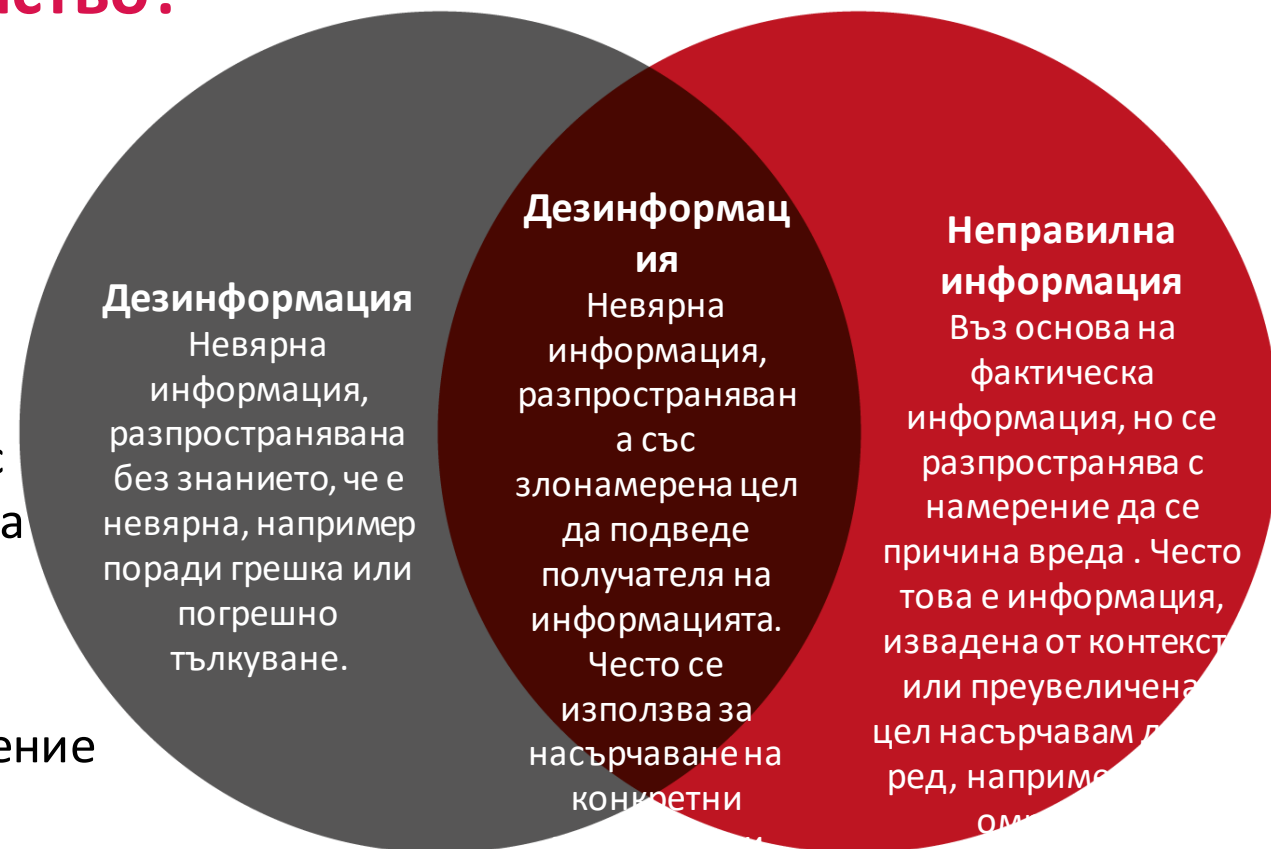 Дезинформация
Невярна
информация,
разпространявана
без знанието, че е
невярна, например
поради грешка или
погрешно
тълкуване.
Дезинформац
ия
Невярна
информация,
разпространяван
а със
злонамерена цел
да подведе
получателя на
информацията.
Често се
използва за
насърчаване на
конкретни
Неправилна
информация
Въз основа на
фактическа
информация, но се
разпространява с
намерение да се
причина вреда . Често
това е информация,
извадена от контекст
или преувеличена
цел насърчавам
ред,